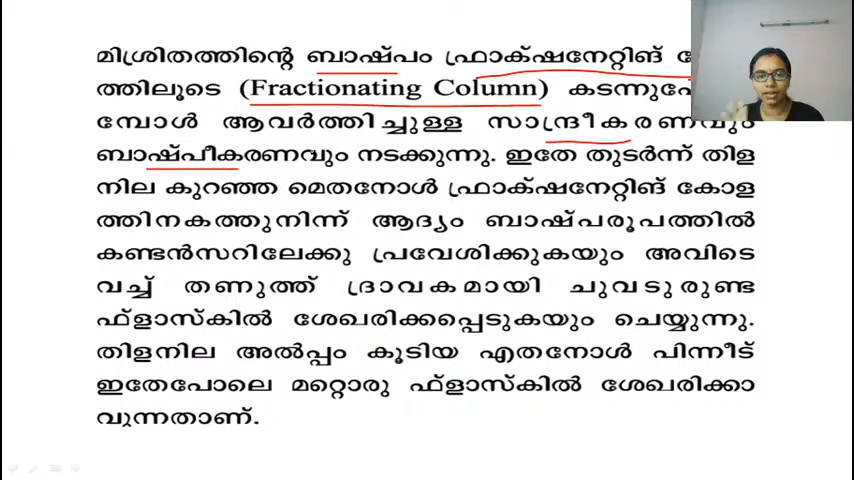 മിശ്രിതത്തിന്റെ ബാഷ്പം ഫ്രാക്ഷനേറ്റിങ്
ത്തിലൂടെ (Fractionating Column)
മ്പോൾ ആവർത്തിച്ചുള്ള സാന്ദ്രീകരണവും
ബാഷ്പീകരണവും നടക്കുന്നു. ഇതേ തുടർന്ന് തിള
നില കുറഞ്ഞ മെതനോൾ ഫ്രാക്ഷനേറ്റിങ് കോള
ത്തിനകത്തുനിന്ന് ആദ്യം ബാഷ്പരൂപത്തിൽ
കണ്ടൻസറിലേക്കു പ്രവേശിക്കുകയും അവിടെ
വച്ച് തണുത്ത് ദ്രാവകമായി ചുവടുരുണ്ട
ഫ്ളാസ്കിൽ ശേഖരിക്കപ്പെടുകയും ചെയ്യുന്നു.
തിളനില അൽപ്പം കൂടിയ എതനോൾ പിന്നീട്
ഇതേപോലെ മറ്റൊരു ഫ്ളാസ്കിൽ ശേഖരിക്കാ
വുന്നതാണ്.